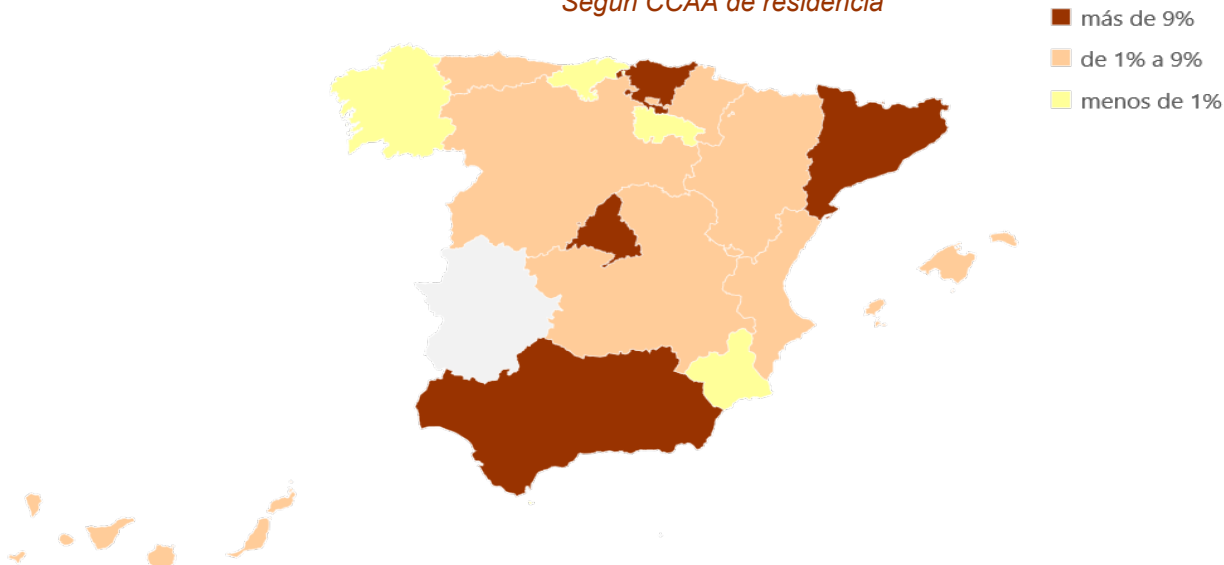 Según CCAA de residencia
más de 9%
de 1% a 9%
menos de 1%